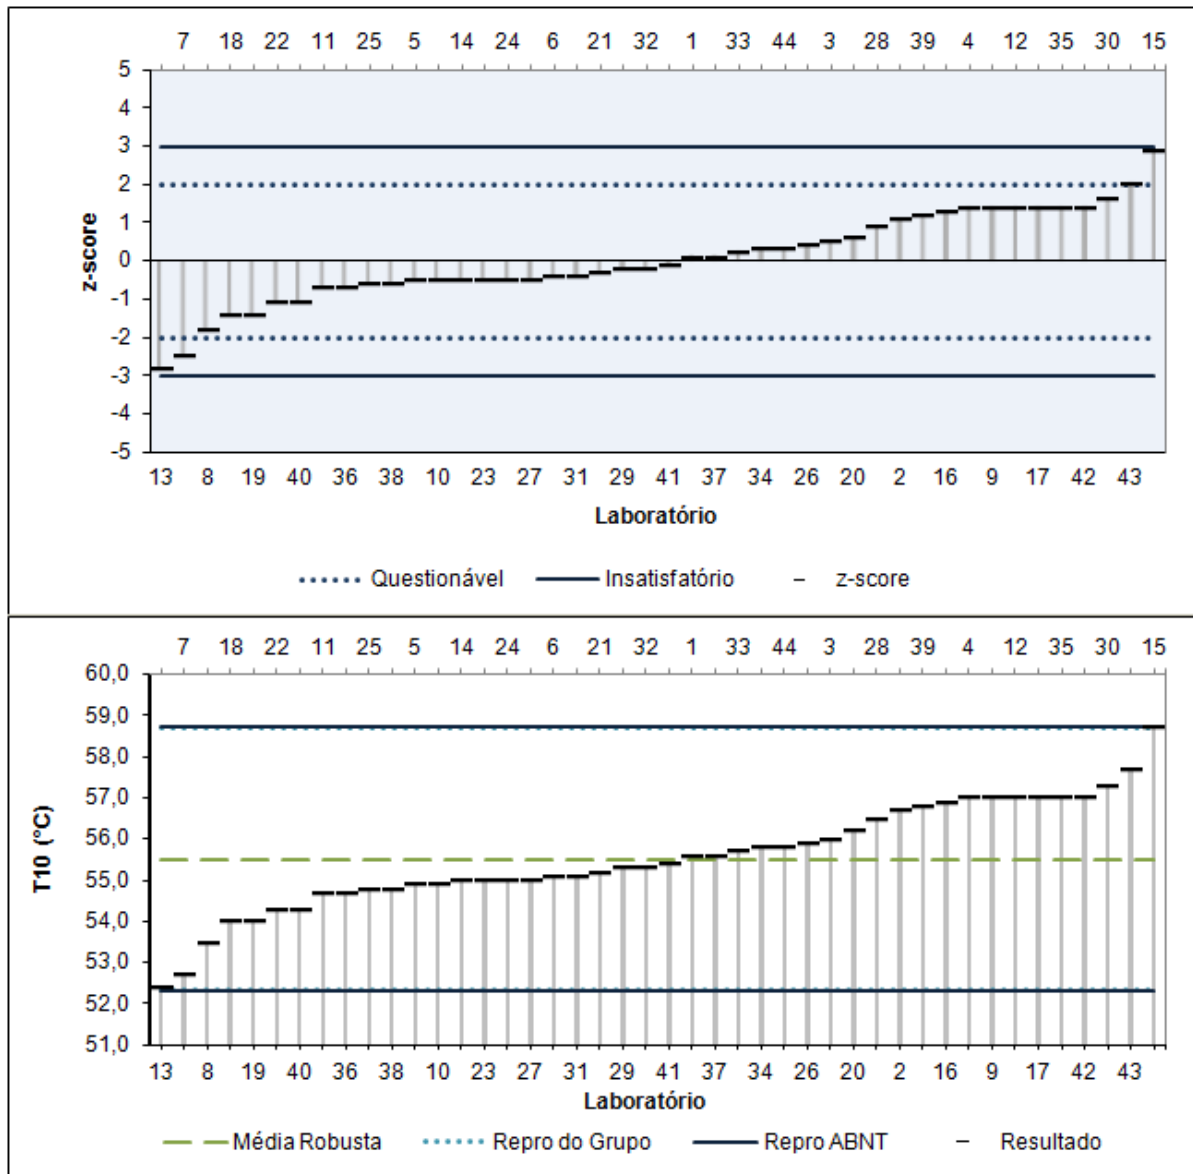 7 18 22 11 25 5 14 24 6 21 32 1 33 44 3 28 39 4 12 35 30 15
5
4
3
2
1
0
-1
-2
-3
-4
-5
z-score
13 8 19 40 36 38 10 23 27 31 29 41 37 34 26 20 2 16 9 17 42 43
Laboratório
Questionável Insatisfatório z-score
7 18 22 11 25 5 14 24 6 21 32 1 33 44 3 28 39 4 12 35 30 15
60,0
59,0
58,0
57,0
56,0
55,0
54,0
53,0
52,0
51,0
T10 (°C)
13 8 19 40 36 38 10 23 27 31 29 41 37 34 26 20 2 16 9 17 42 43
Laboratório
Média Robusta Repro do Grupo Repro ABNT Resultado